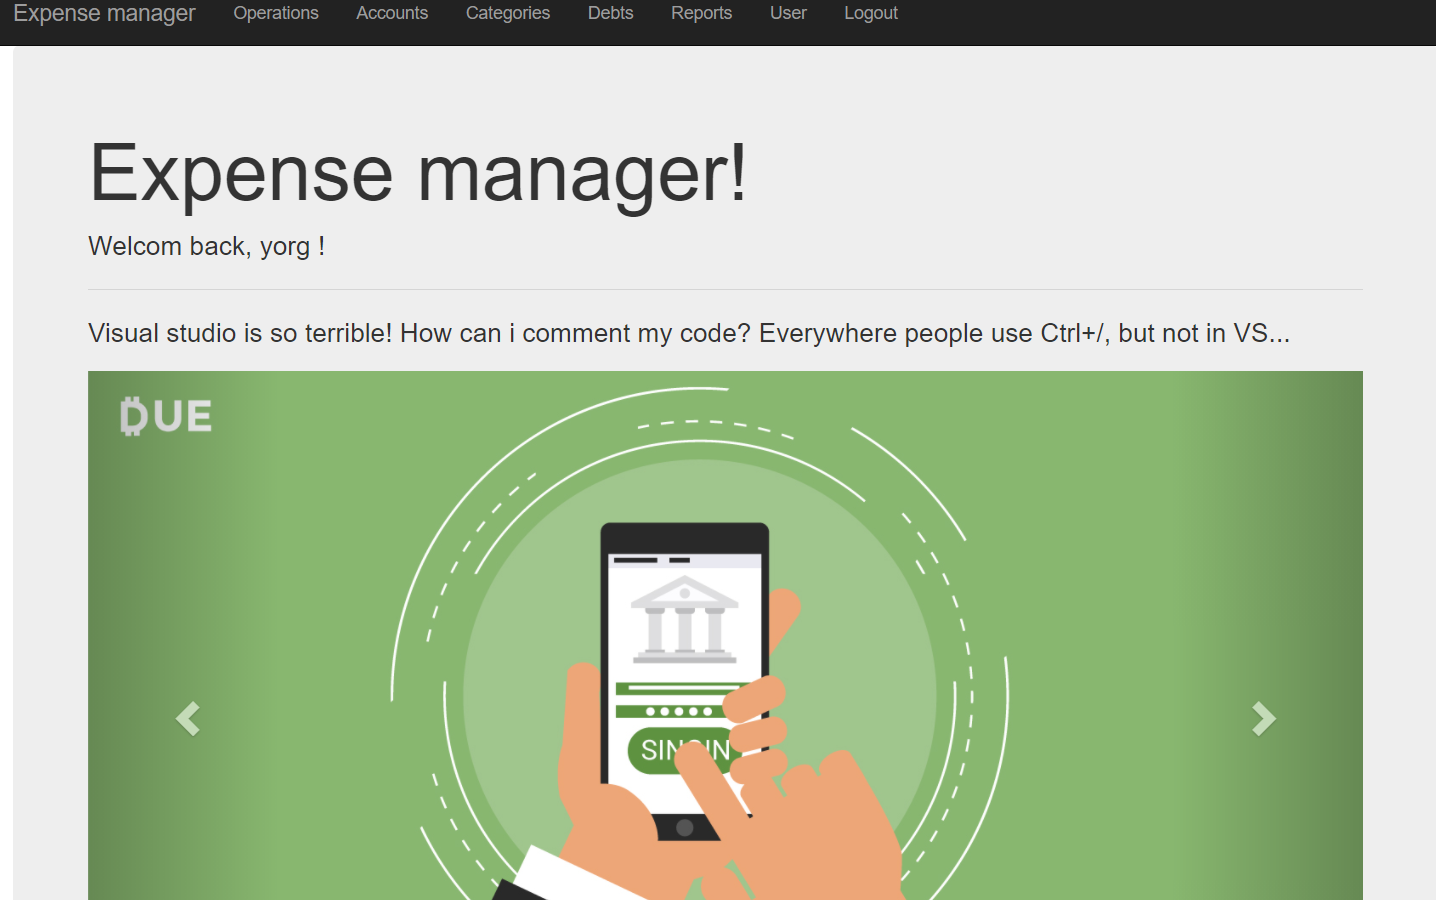 Expense manager Operations Accounts Categories Debts Reports User Logout
Expense manager!
Welcom back, yorg !
Visual studio is so terrible! How can i comment my code? Everywhere people use Ctrl+/, but not in VS...
DUE